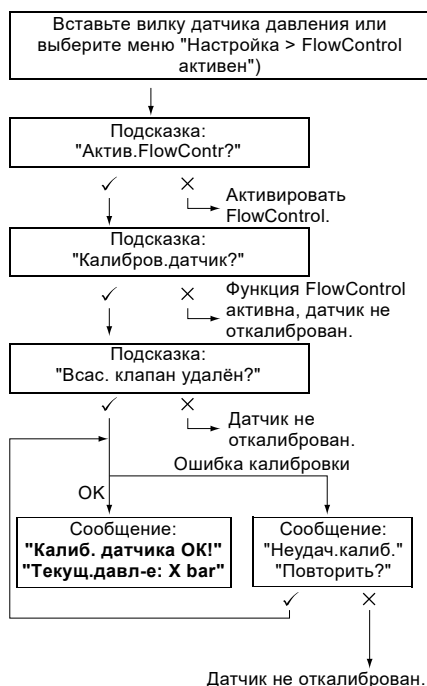 Вставьте вилку датчика давления или
выберите меню "Настройка > FlowControl
активен")
Подсказка:
"Актив.FlowContr?"
Активировать
FlowControl.
Подсказка:
"Калибров.датчик?"
Функция FlowControl
активна, датчик не
откалиброван.
Подсказка:
"Всас. клапан удалён?"
Датчик не
откалиброван.
Ошибка калибровки
OK
Сообщение:
"Калиб. датчика ОК!"
"Текущ.давл-е: X bar"
Сообщение:
"Неудач.калиб."
"Повторить?"
Датчик не откалиброван.